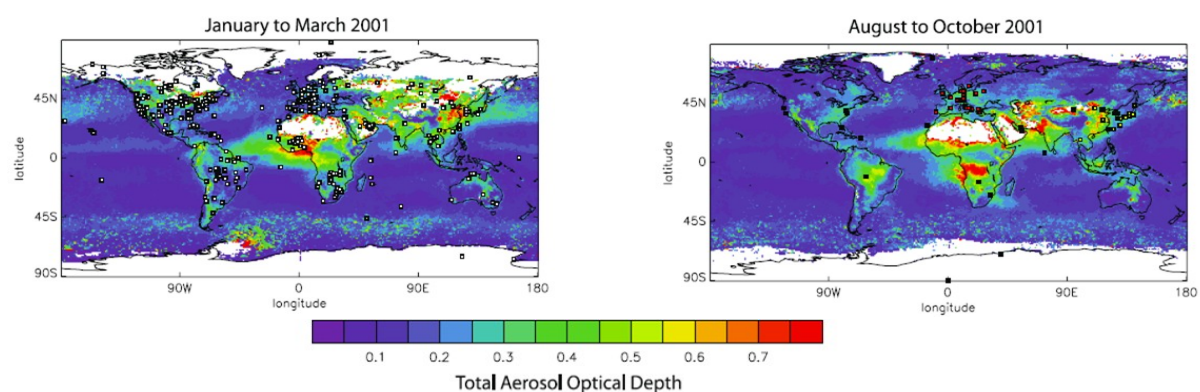 January to March 2001
August to October 2001
45N
0
45S
90S
latitude
90W
0
90E
180
longitude
45N
0
45S
90S
latitude
90W
0
90E
180
longitude
0.1 0.2 0.3 0.4 0.5 0.6 0.7
Total Aerosol Optical Depth